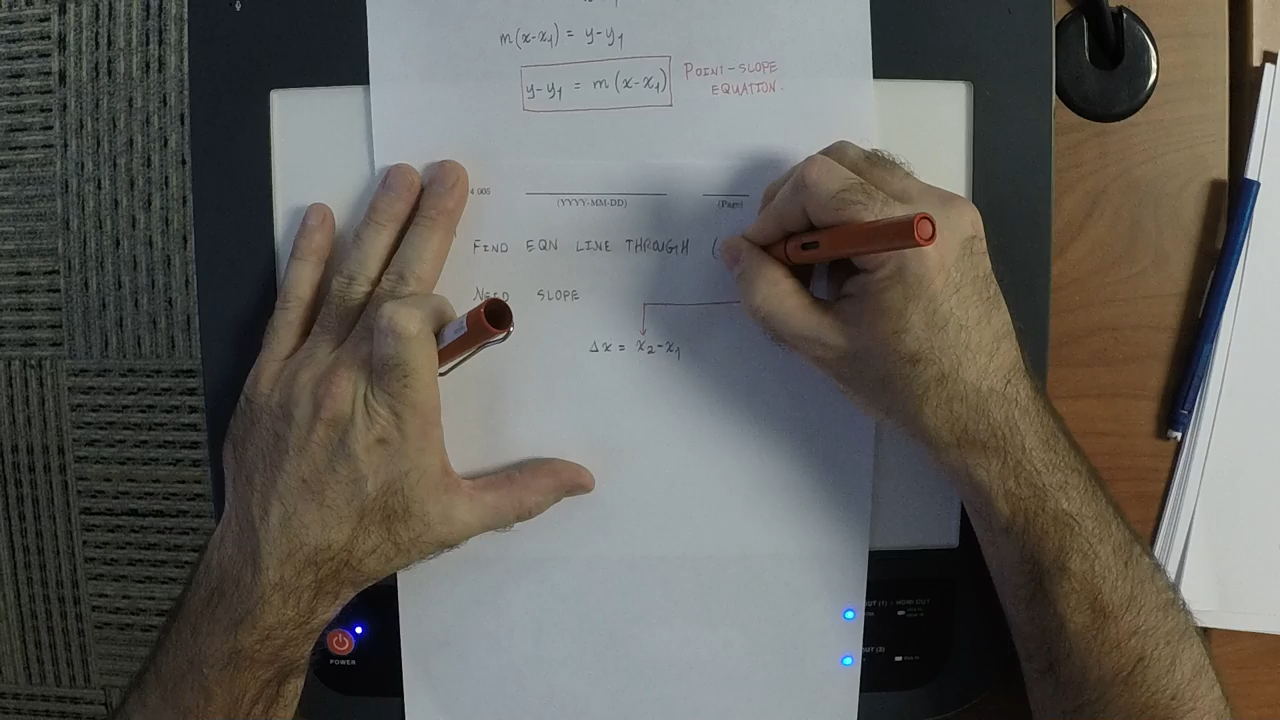 m(x-x₁) = y-y₁
y-y₁ = m(x-x₁)
POINT-SLOPE
EQUATION.
(YYYY-MM-DD)
(Page)
FIND EQN LINE THROUGH (
NEED SLOPE
Δx = x₂-x₁
POWER